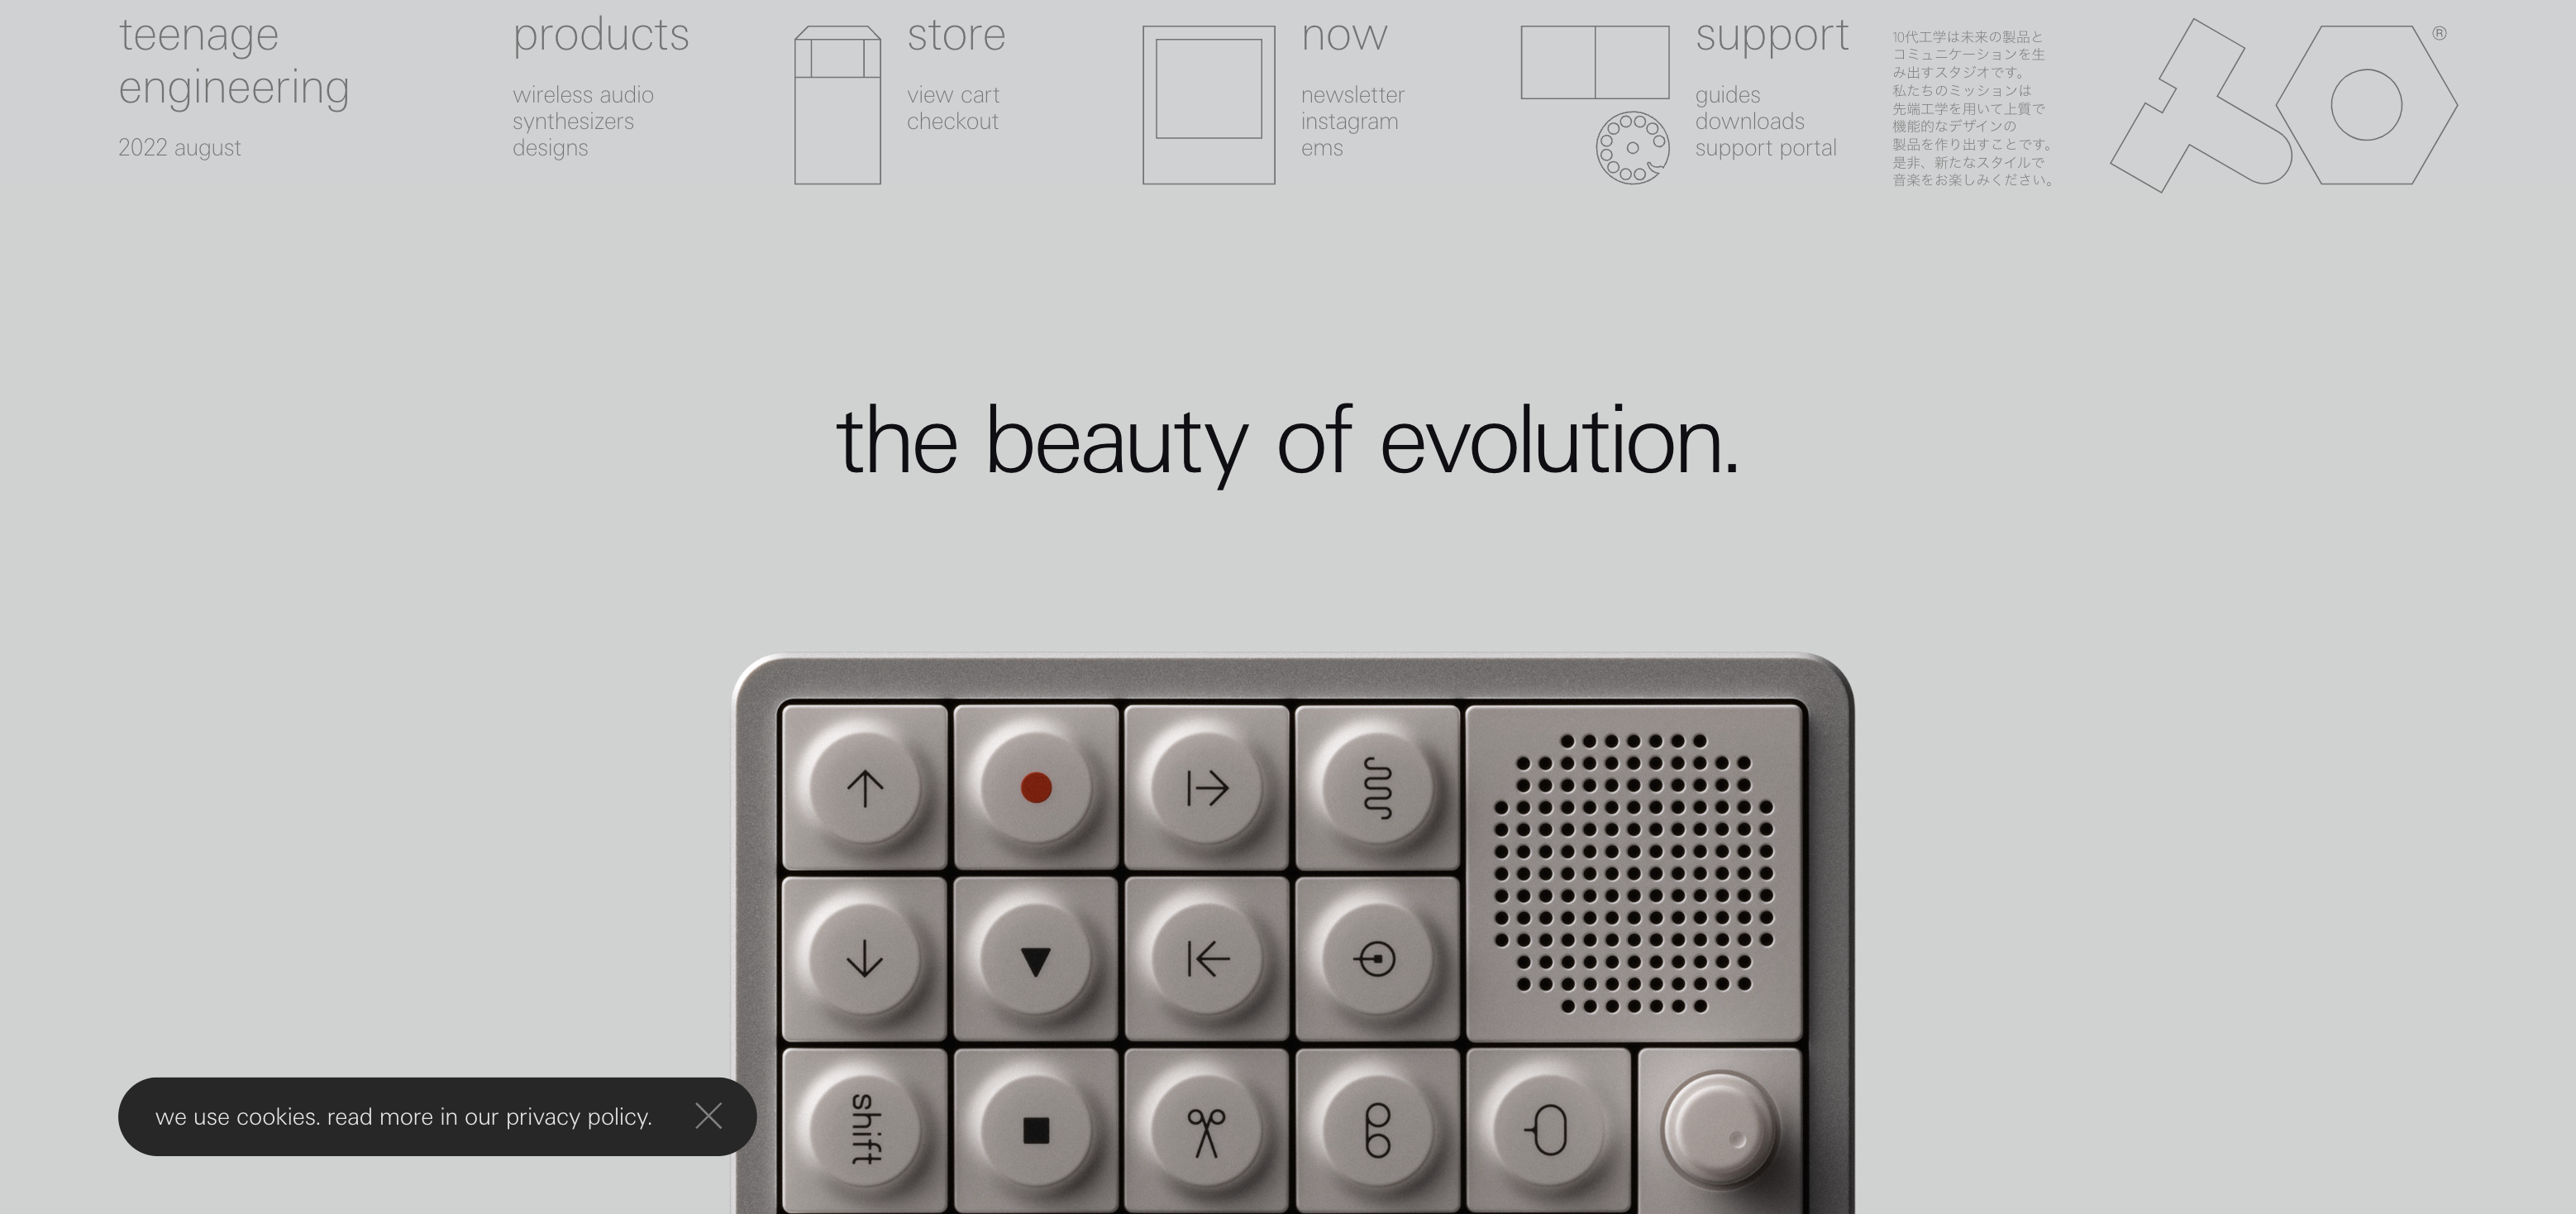 teenage
engineering
2022 august
products
wireless audio
synthesizers
designs
store
view cart
checkout
now
newsletter
instagram
ems
support
guides
downloads
support portal
10代工学は未来の製品と
コミュニケーションを生
み出すスタジオです。
私たちのミッションは
先端工学を用いて上質で
機能的なデザインの
製品を作り出すことです。
是非、新たなスタイルで
音楽をお楽しみください。
®
the beauty of evolution.
shift
we use cookies. read more in our privacy policy.